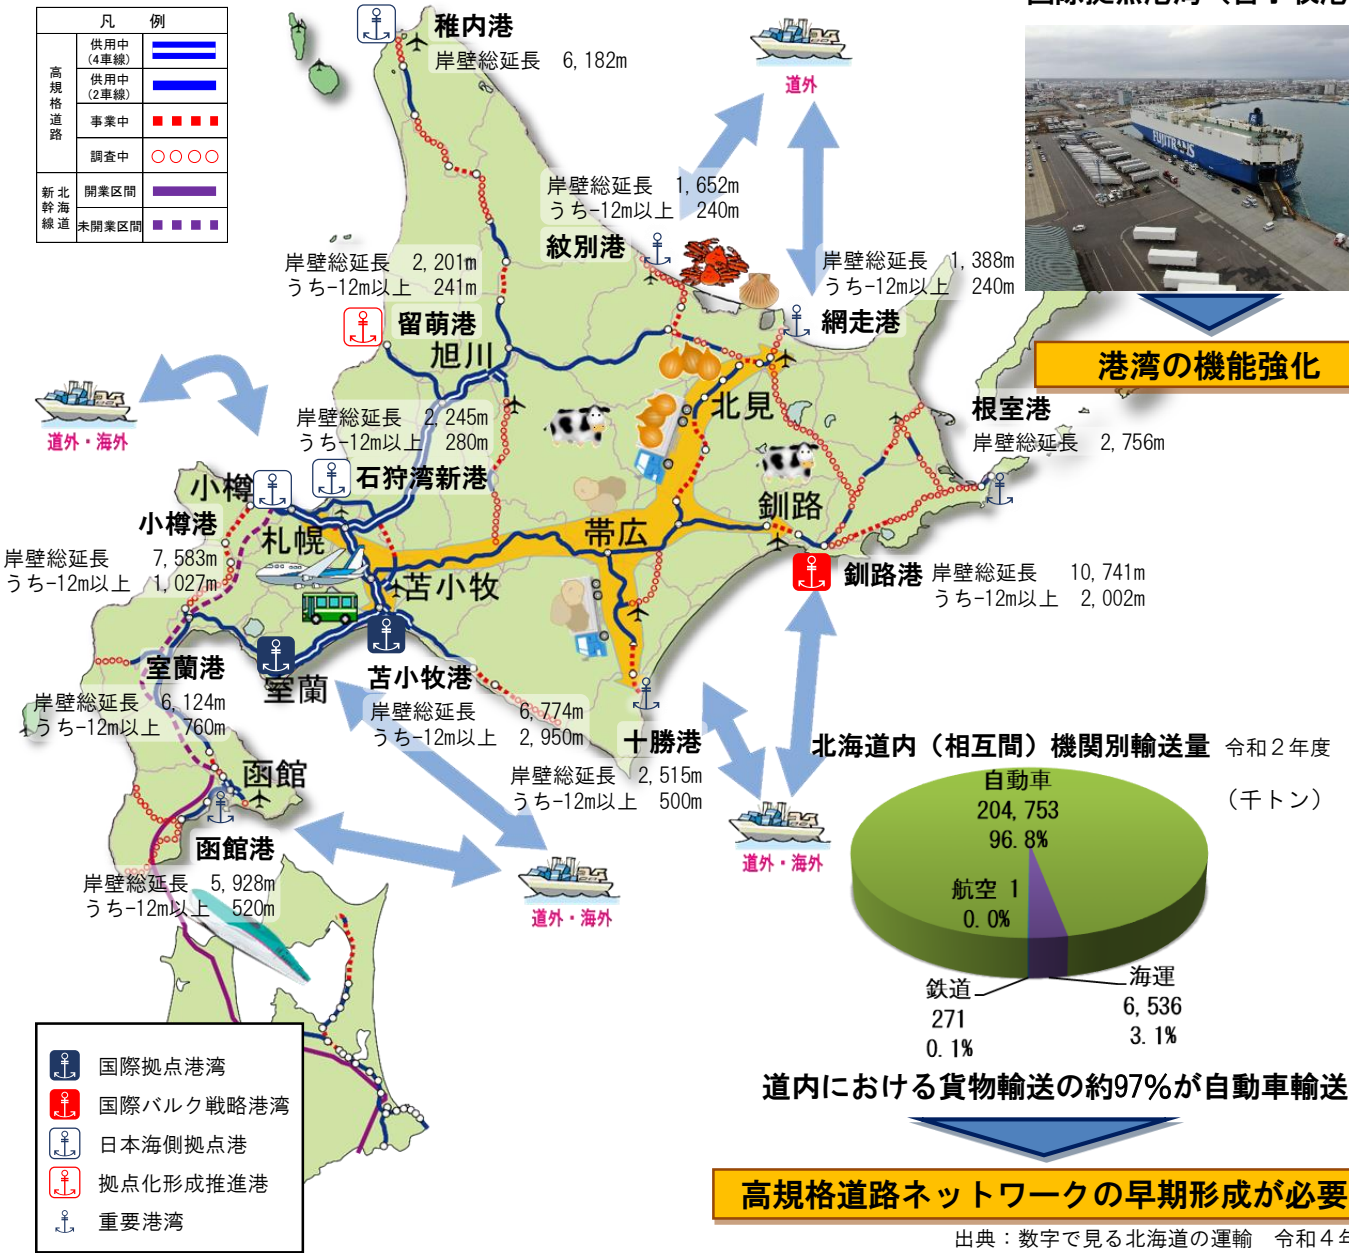 凡　例
高規格道路
供用中
(4車線)
供用中
(2車線)
事業中
調査中
北海道新幹線
開業区間
未開業区間
稚内港
岸壁総延長 6,182m
道外
FUJITRANS
港湾の機能強化
岸壁総延長 1,652m
うち-12m以上 240m
紋別港
岸壁総延長 1,388m
うち-12m以上 240m
網走港
岸壁総延長 2,201m
うち-12m以上 241m
留萌港
旭川
北見
根室港
岸壁総延長 2,756m
道外・海外
岸壁総延長 2,245m
うち-12m以上 280m
石狩湾新港
小樽
小樽港
岸壁総延長 7,583m
うち-12m以上 1,027m
札幌
帯広
釧路
釧路港
岸壁総延長 10,741m
うち-12m以上 2,002m
苫小牧
室蘭港
岸壁総延長 6,124m
うち-12m以上 760m
室蘭
苫小牧港
岸壁総延長 6,774m
うち-12m以上 2,950m
十勝港
岸壁総延長 2,515m
うち-12m以上 500m
函館
函館港
岸壁総延長 5,928m
うち-12m以上 520m
道外・海外
道外・海外
北海道内（相互間）機関別輸送量 令和２年度
（千トン）
自動車
204,753
96.8%
航空 1
0.0%
鉄道
271
0.1%
海運
6,536
3.1%
道内における貨物輸送の約97%が自動車輸送
高規格道路ネットワークの早期形成が必要
出典：数字で見る北海道の運輸　令和４年
国際拠点港湾
国際バルク戦略港湾
日本海側拠点港
拠点化形成推進港
重要港湾